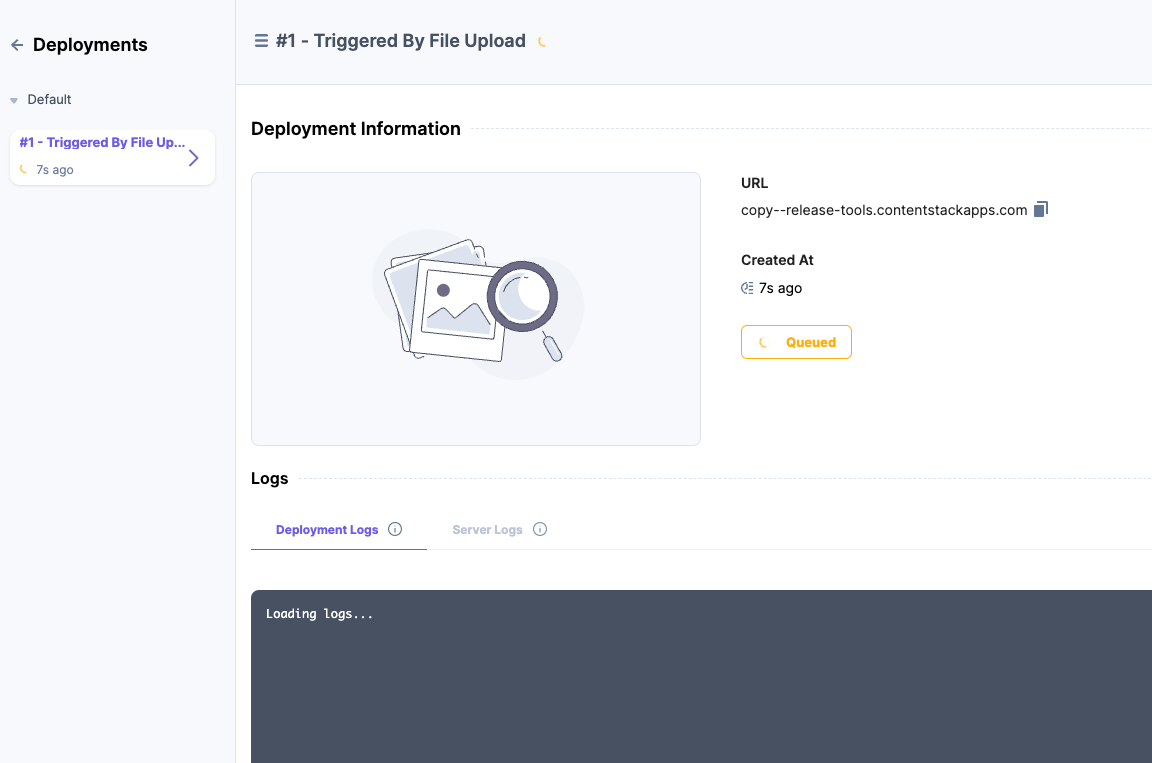 Deployments
Default
#1 - Triggered By File Up...
7s ago
#1 - Triggered By File Upload
Deployment Information
URL
copy--release-tools.contentstackapps.com
Created At
7s ago
Queued
Logs
Deployment Logs
Server Logs
Loading logs...